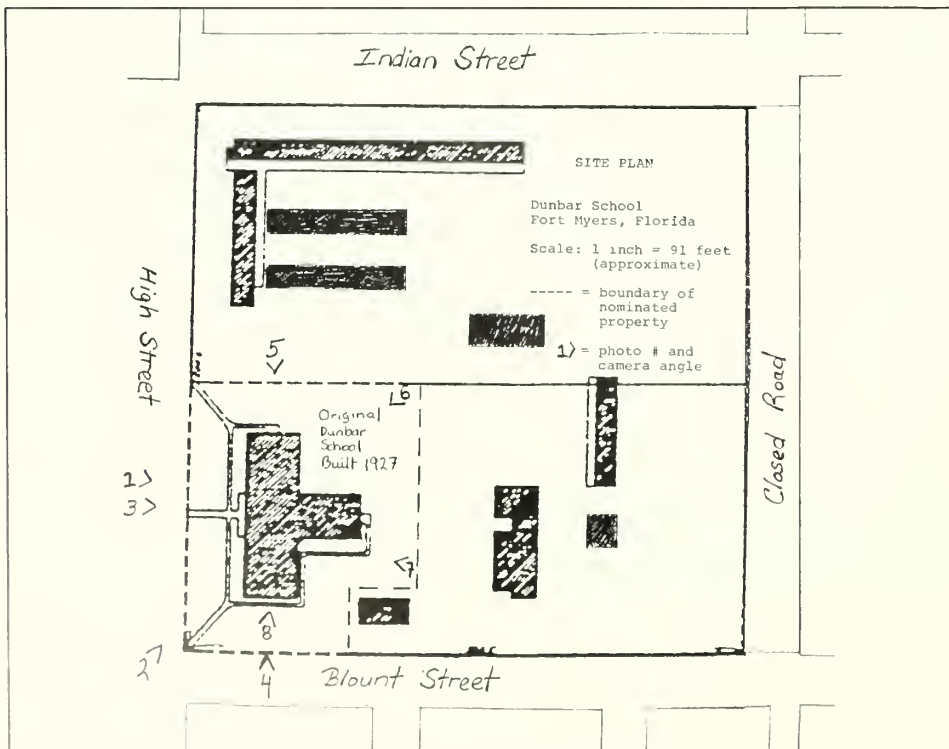 Indian Street
SITE PLAN
Dunbar School
Fort Myers, Florida
Scale: 1 inch = 91 feet
(approximate)
----- = boundary of
nominated
property
1> = photo # and
camera angle
High Street
5
6
Original
Dunbar
School
Built 1927
1>
3>
Closed Road
7
8
2
4
Blount Street